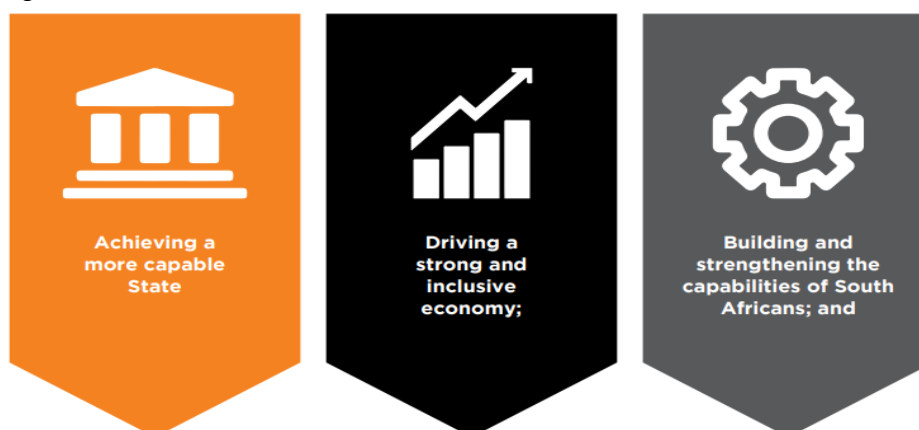 Achieving a
more capable
State
Driving a
strong and
inclusive
economy;
Building and
strengthening the
capabilities of South
Africans; and